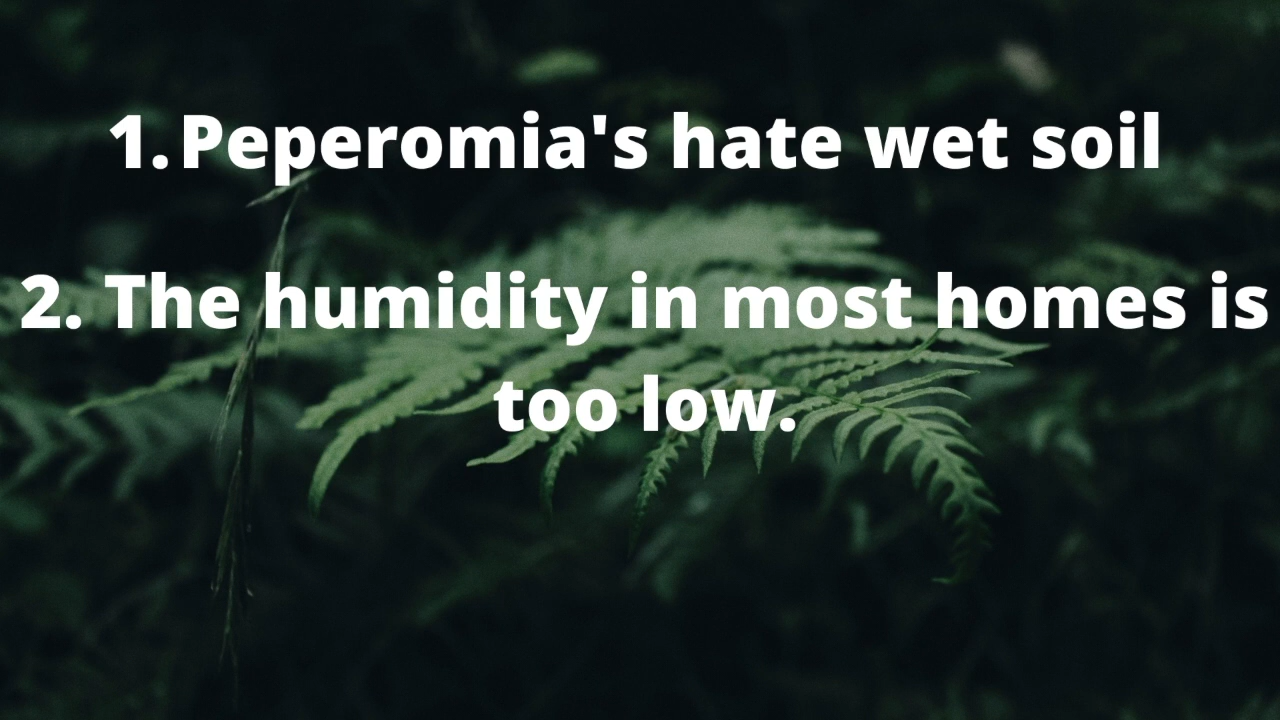 1. Peperomia's hate wet soil
2. The humidity in most homes is
too low.